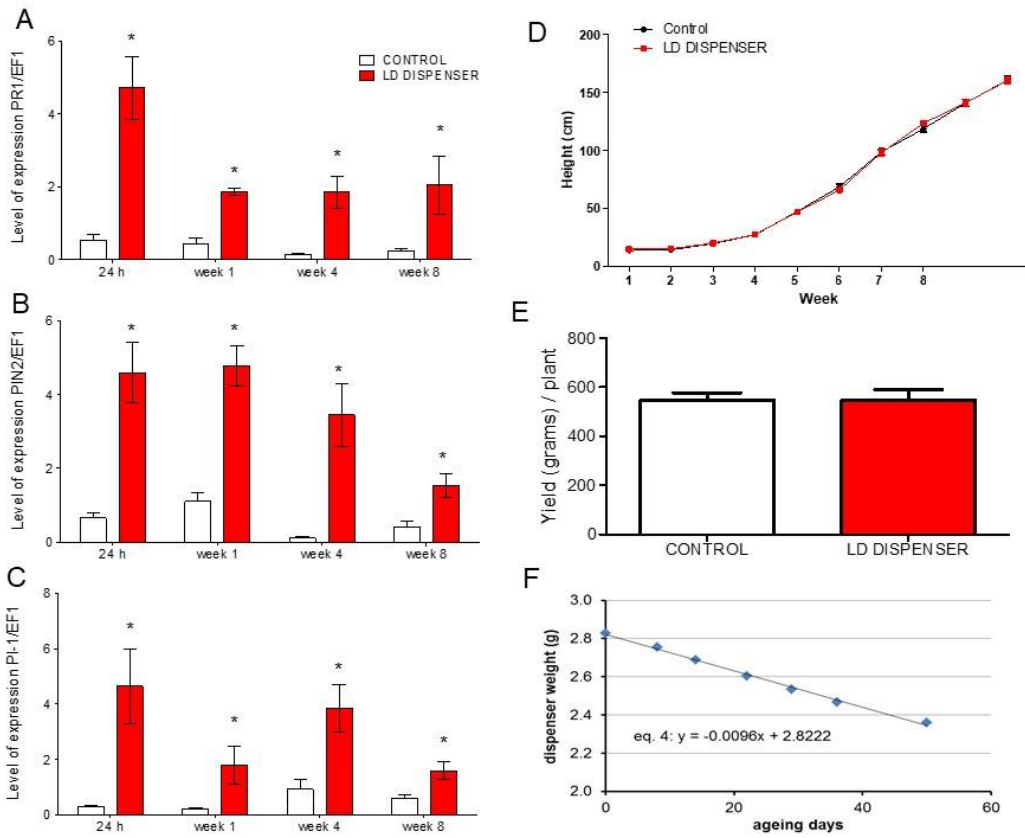 A
Level of expression PR1/EF1
6
4
2
0
*
*
*
*
CONTROL
LD DISPENSER
24 h
week 1
week 4
week 8
B
Level of expression PIN2/EF1
6
4
2
0
*
*
*
*
24 h
week 1
week 4
week 8
C
Level of expression PI-1/EF1
8
6
4
2
0
*
*
*
*
24 h
week 1
week 4
week 8
D
Control
LD DISPENSER
Height (cm)
200
150
100
50
0
1 2 3 4 5 6 7 8
Week
E
Yield (grams) / plant
800
600
400
200
0
CONTROL
LD DISPENSER
F
dispenser weight (g)
3.0
2.8
2.6
2.4
2.2
2.0
eq. 4: y = -0.0096x + 2.8222
0 20 40 60
ageing days